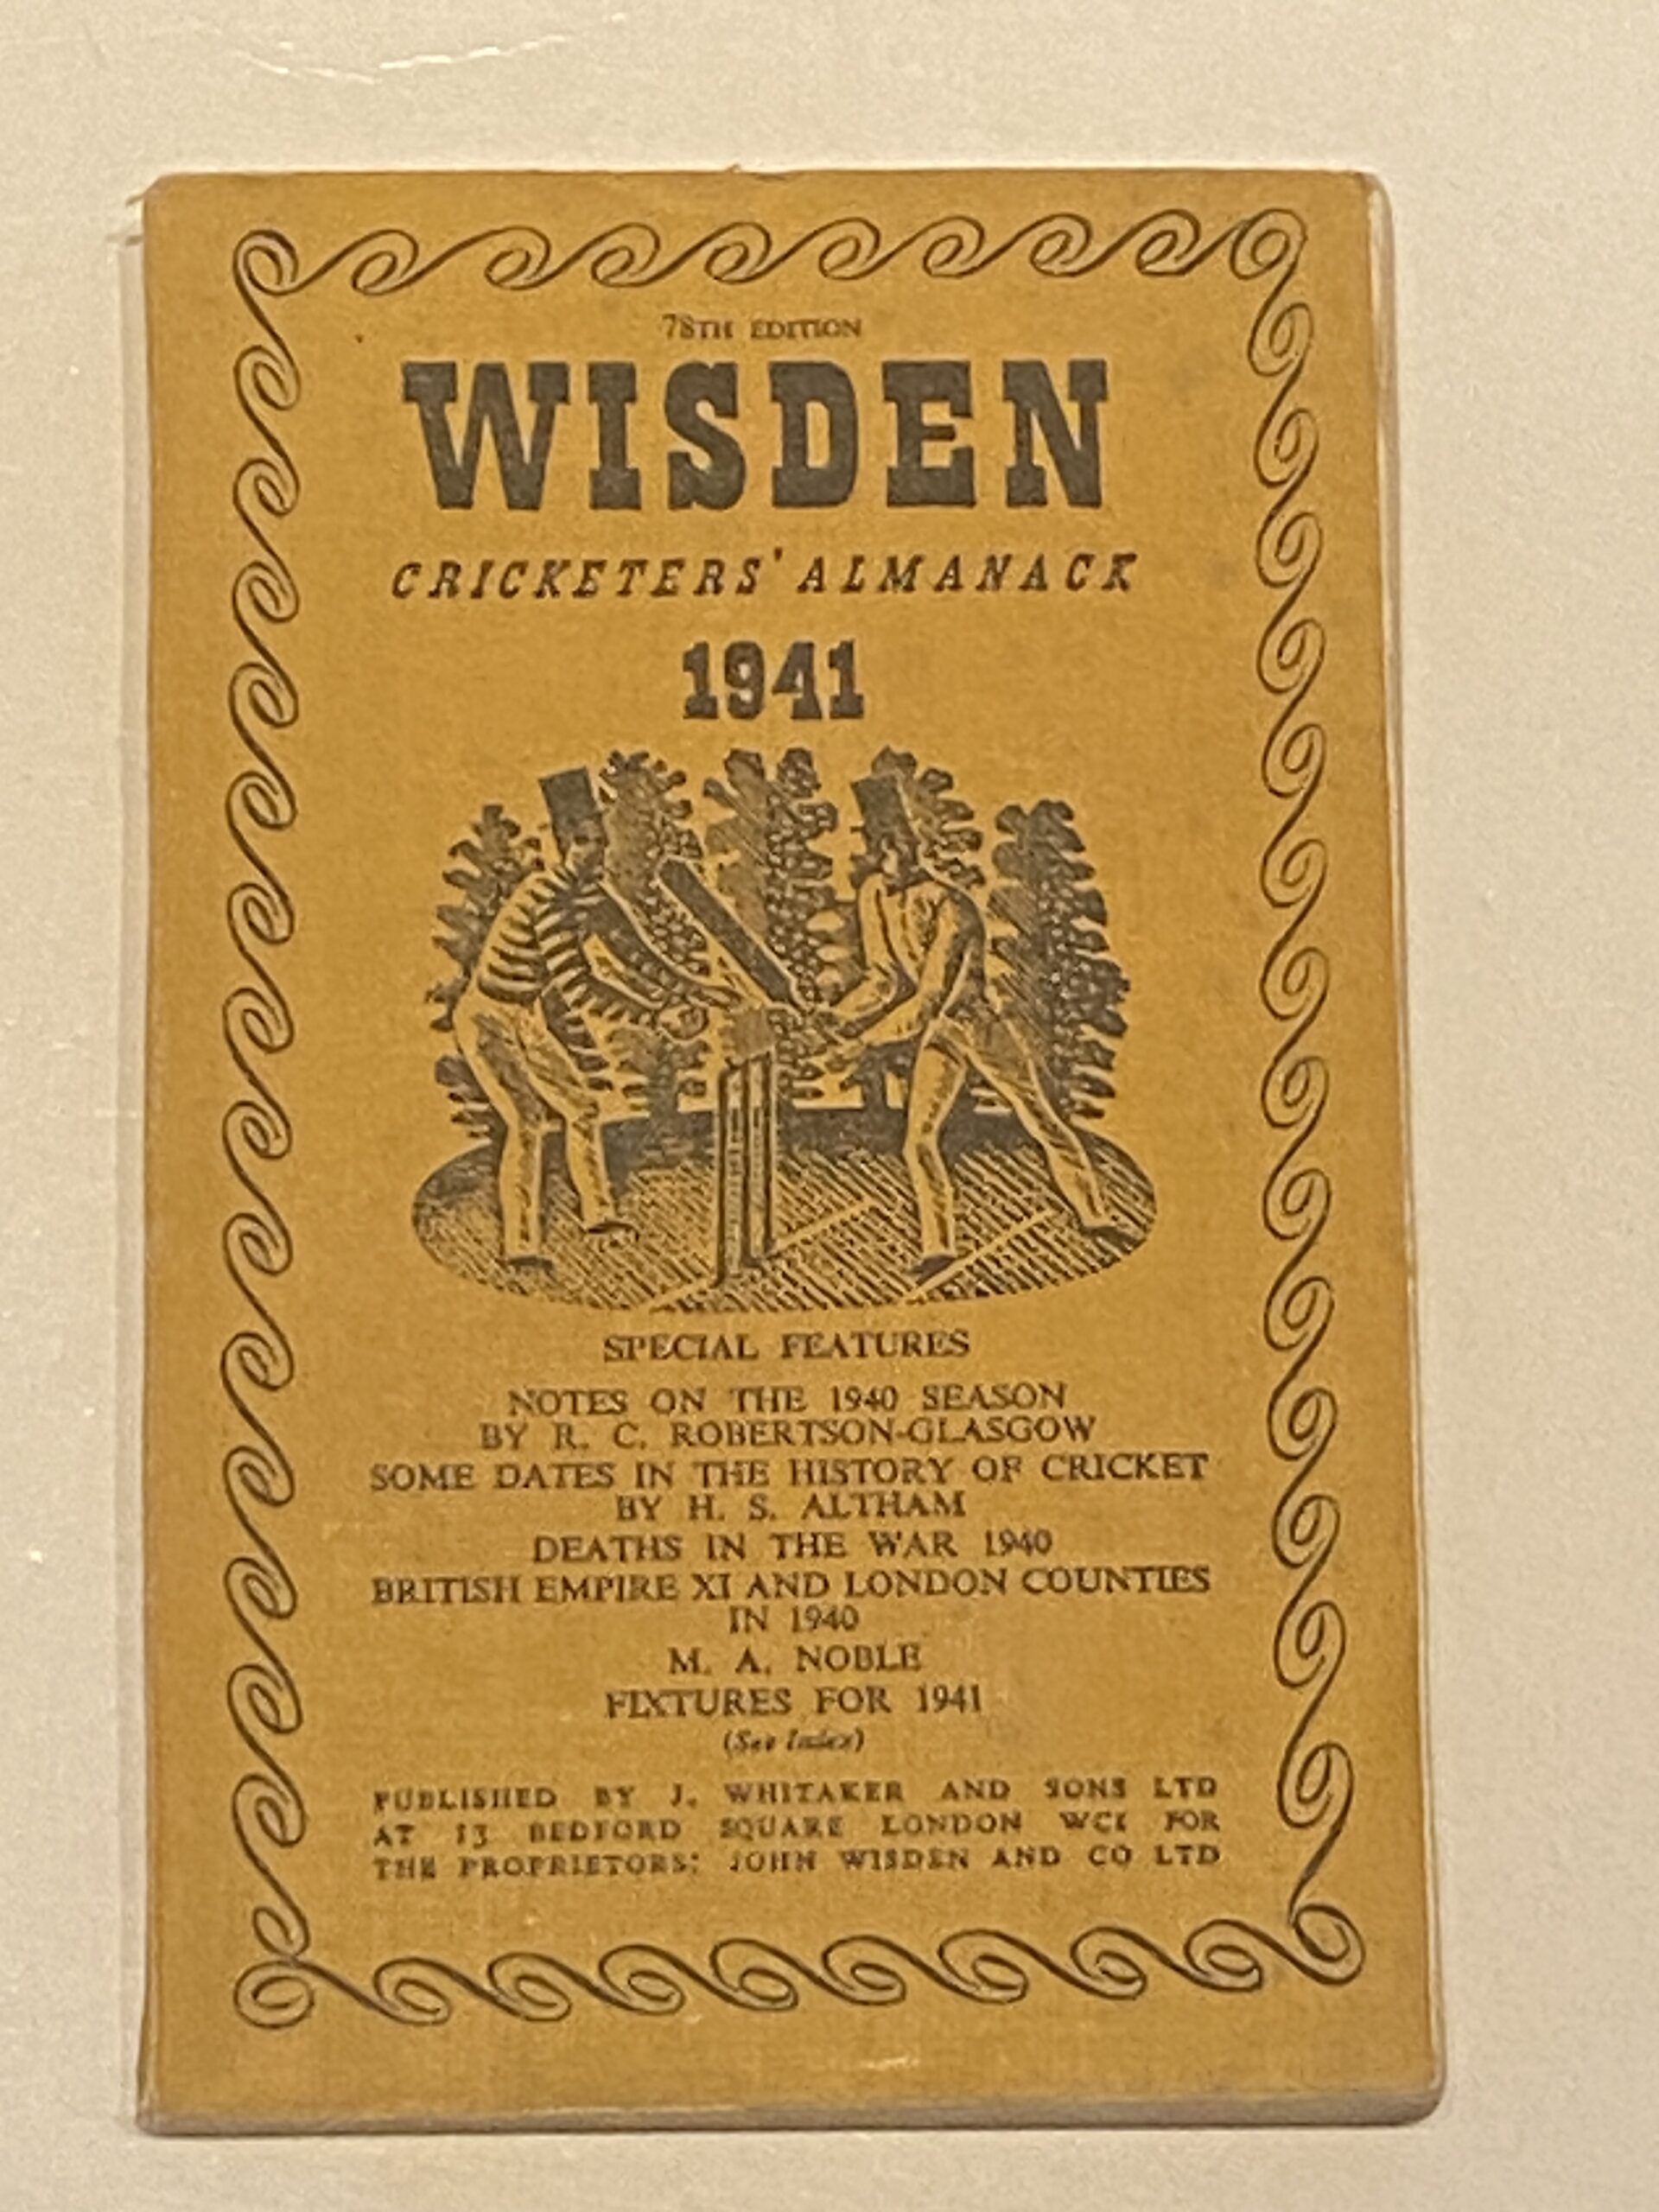 78TH EDITION
WISDEN
CRICKETERS' ALMANACK
1941
SPECIAL FEATURES
NOTES ON THE 1940 SEASON
BY R. C. ROBERTSON-GLASGOW
SOME DATES IN THE HISTORY OF CRICKET
BY H. S. ALTHAM
DEATHS IN THE WAR 1940
BRITISH EMPIRE XI AND LONDON COUNTIES
IN 1940
M. A. NOBLE
FIXTURES FOR 1941
(See Index)
PUBLISHED BY J. WHITAKER AND SONS LTD
AT 13 BEDFORD SQUARE LONDON WC1 FOR
THE PROPRIETORS: JOHN WISDEN AND CO LTD